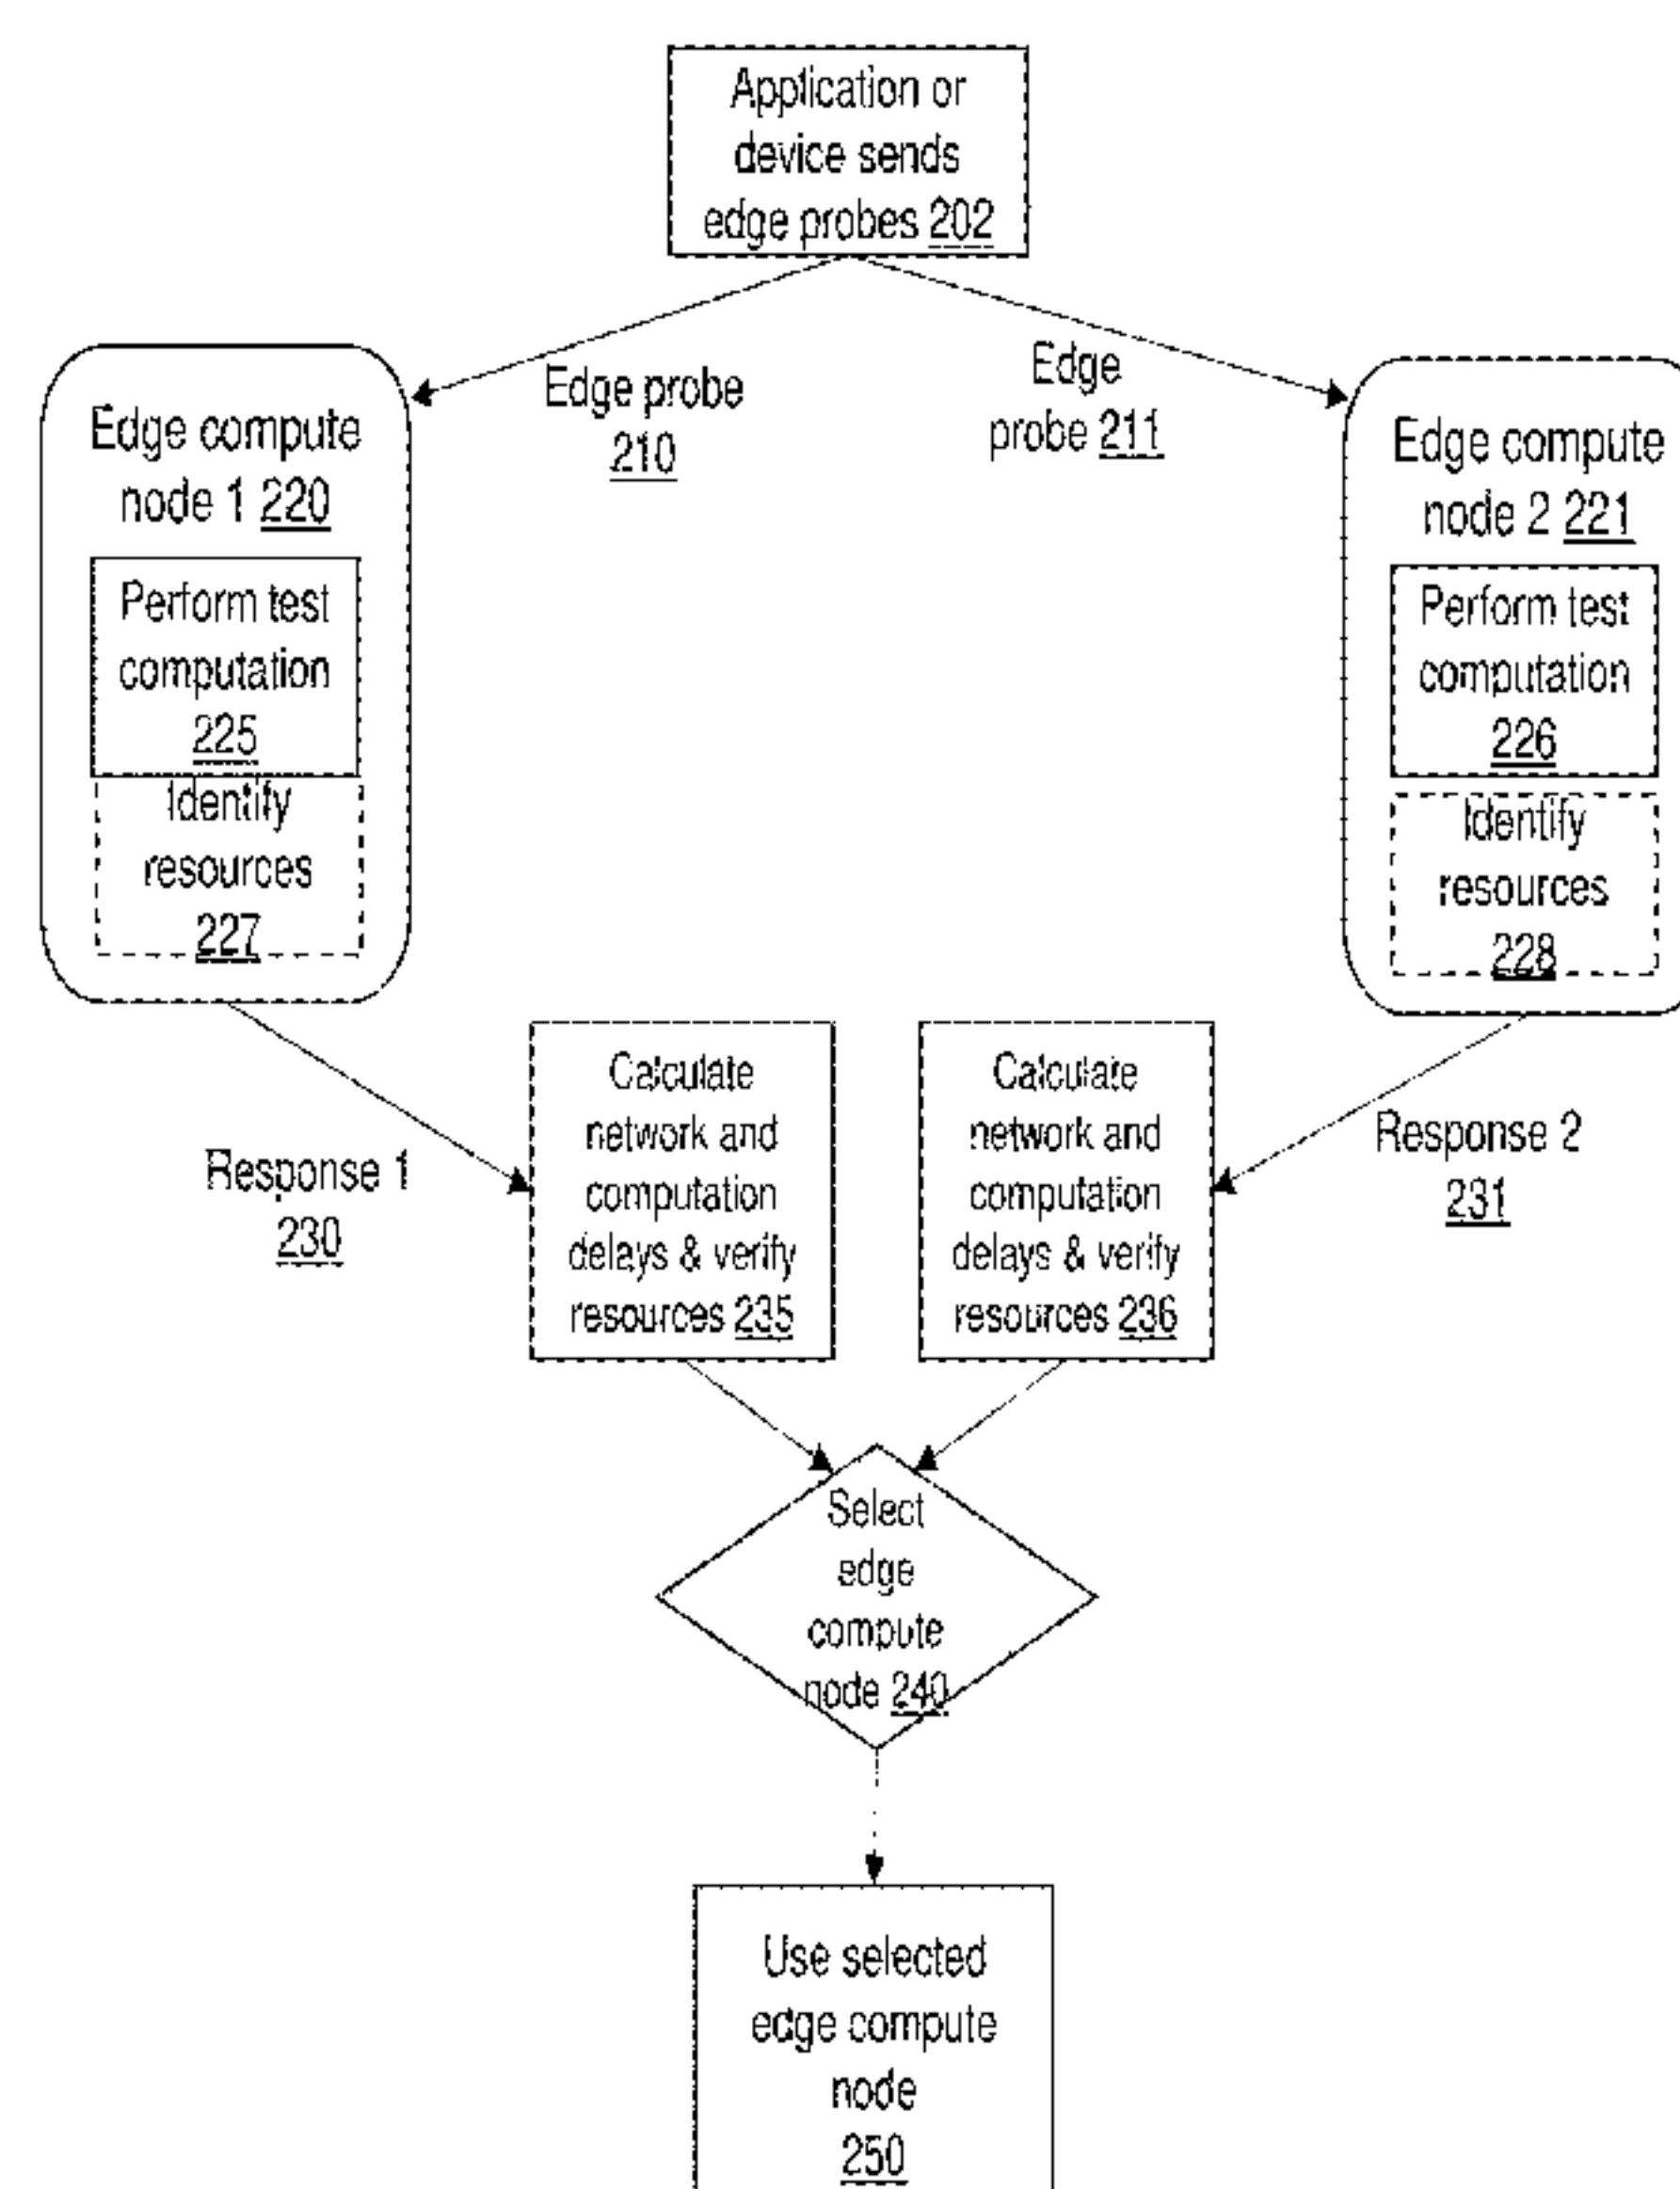 Application or
device sends
edge probes 202
Edge probe
210
Edge
probe 211
Edge compute
node 1 220
Perform test
computation
225
Identify
resources
227
Edge compute
node 2 221
Perform test
computation
226
Identify
resources
228
Response 1
230
Calculate
network and
computation
delays & verify
resources 235
Calculate
network and
computation
delays & verify
resources 236
Response 2
231
Select
edge
compute
node 240
Use selected
edge compute
node
250